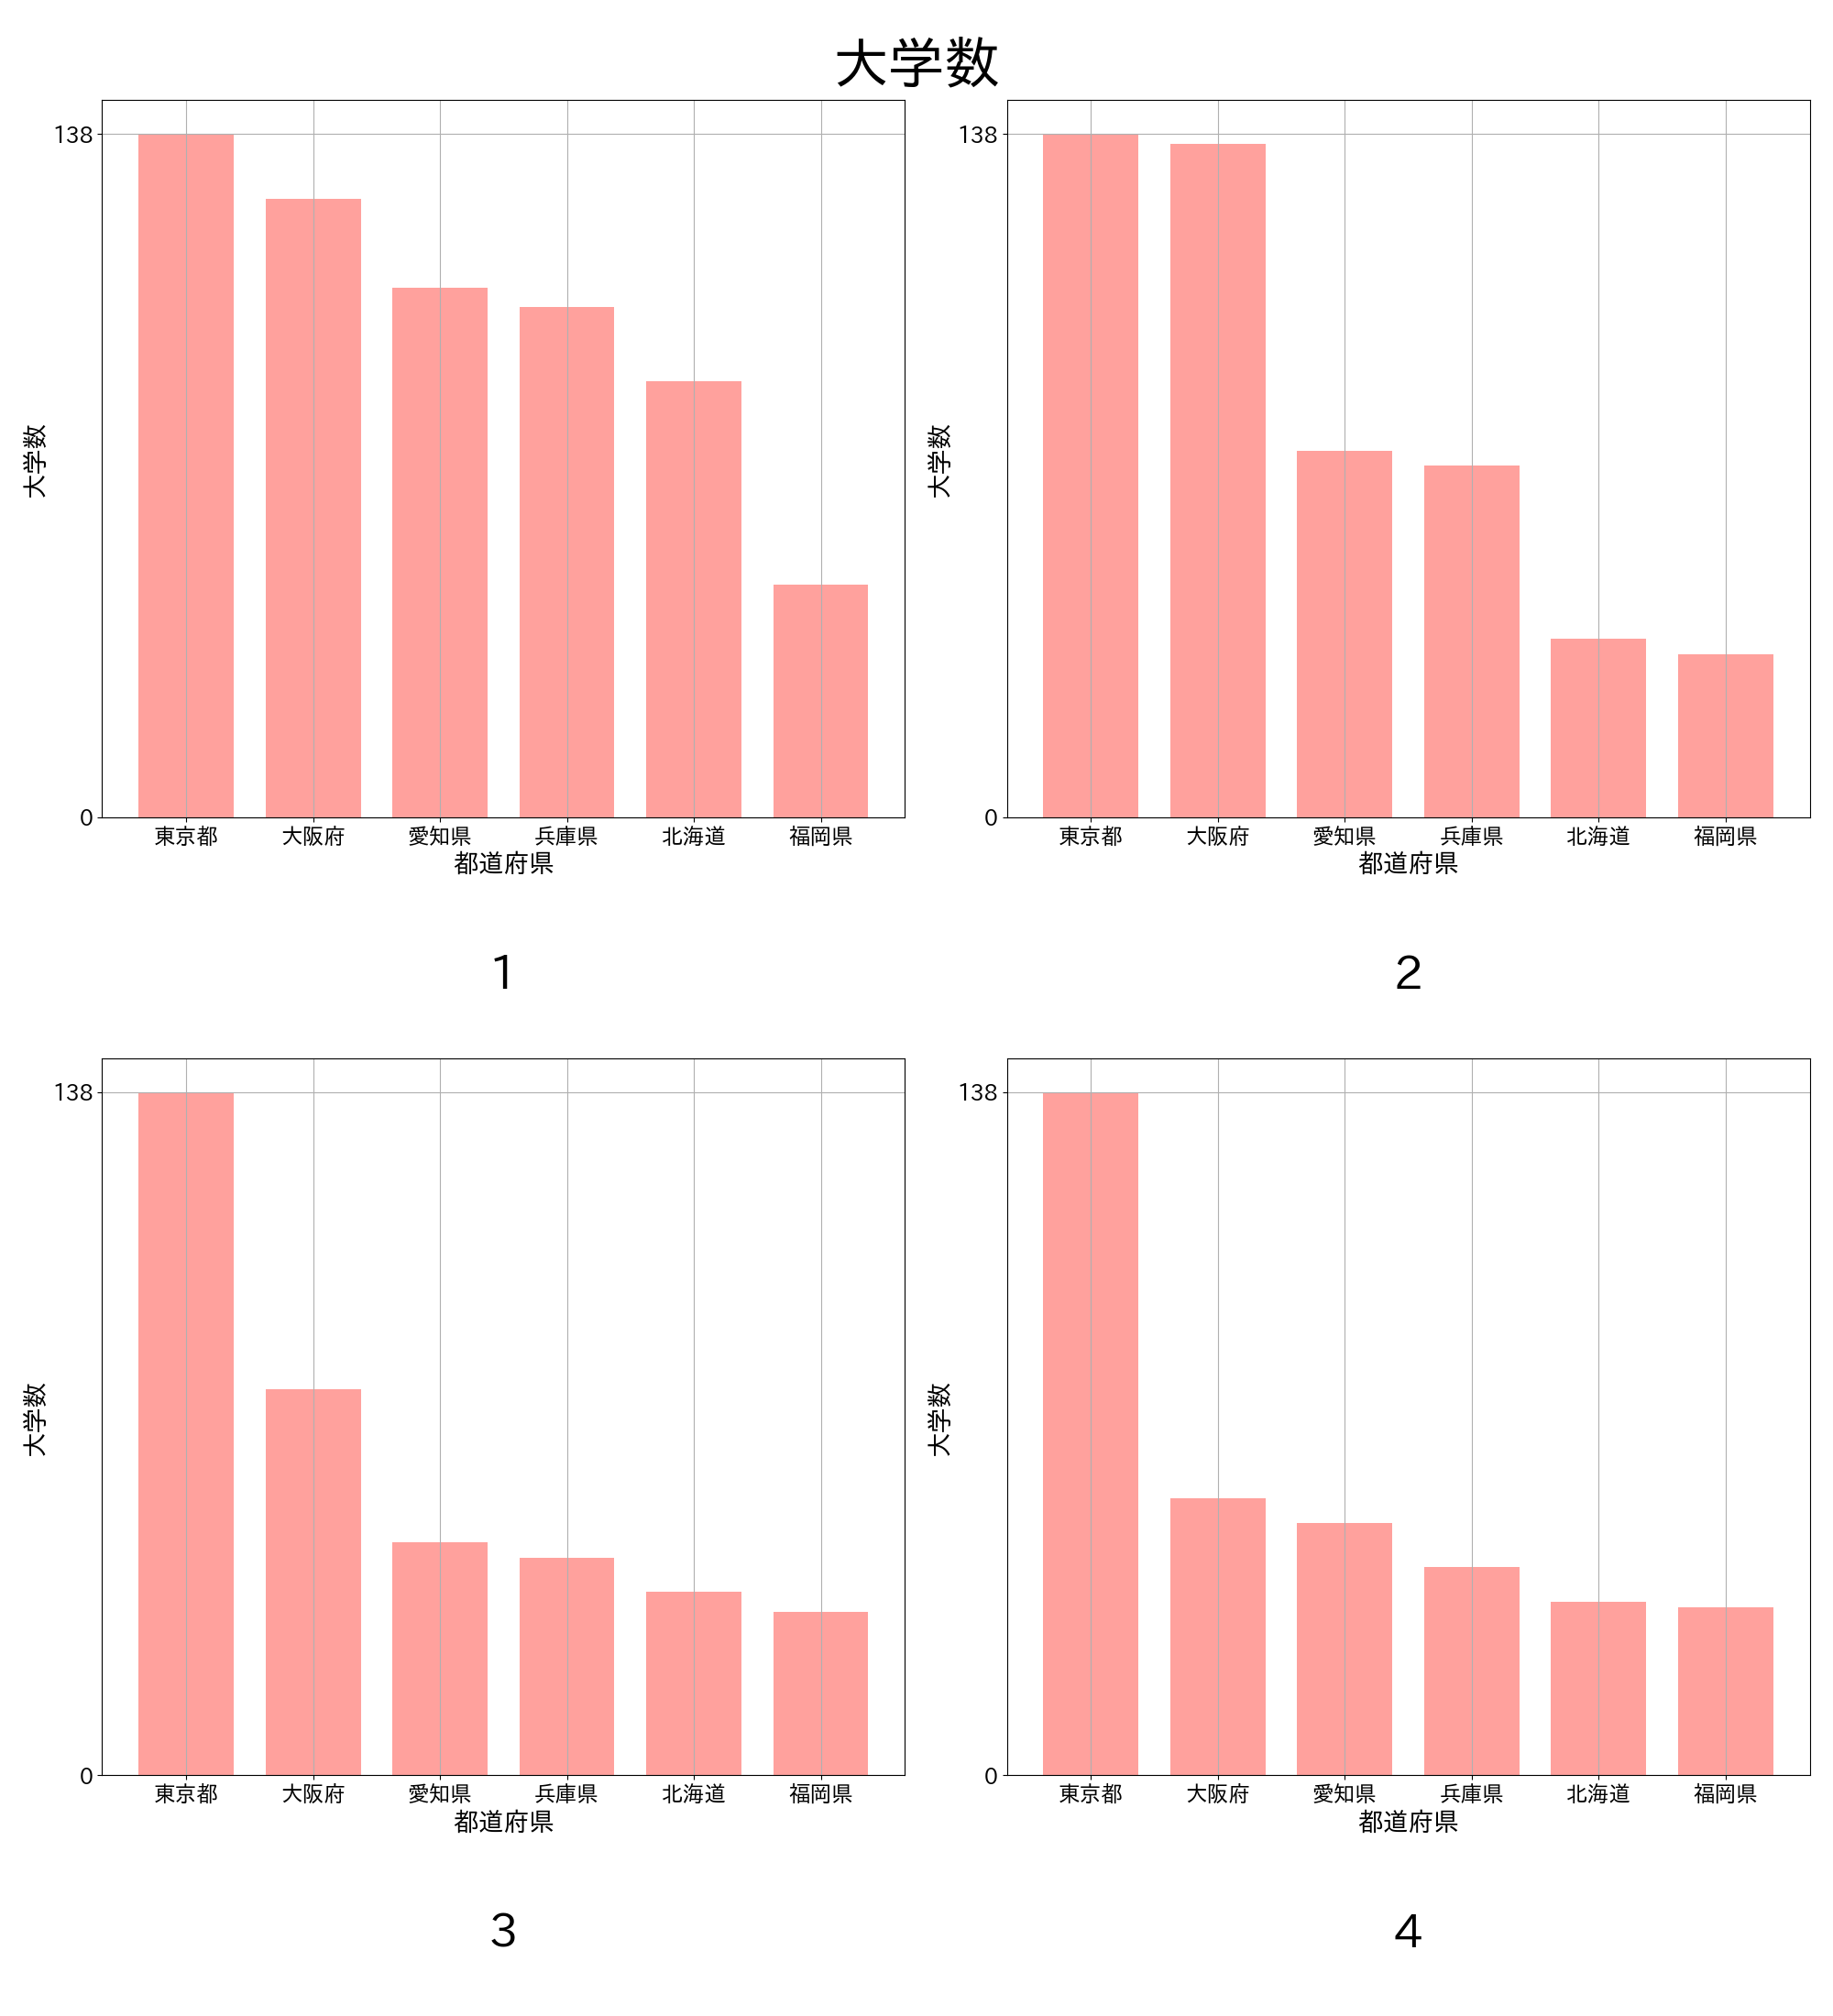 大学数
138
0
大学数
東京都 大阪府 愛知県 兵庫県 北海道 福岡県
都道府県
1
138
0
大学数
東京都 大阪府 愛知県 兵庫県 北海道 福岡県
都道府県
2
138
0
大学数
東京都 大阪府 愛知県 兵庫県 北海道 福岡県
都道府県
3
138
0
大学数
東京都 大阪府 愛知県 兵庫県 北海道 福岡県
都道府県
4